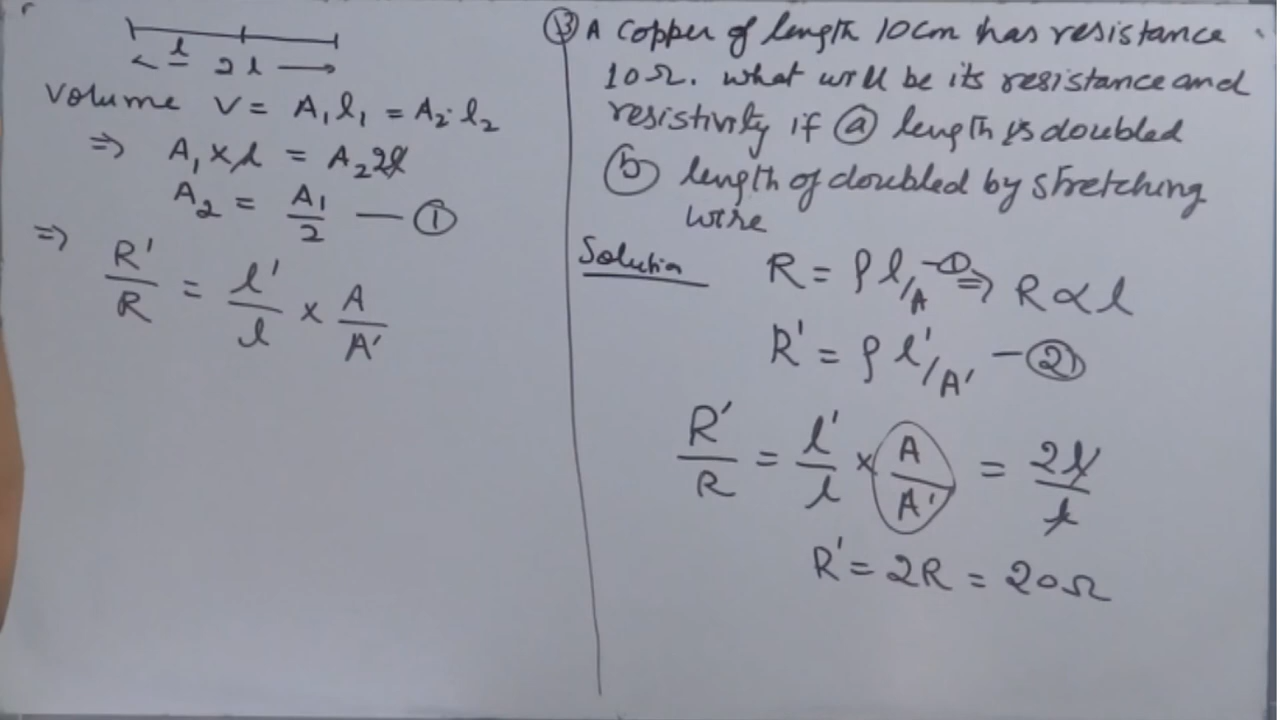 l
2l
Volume V = A₁l₁ = A₂·l₂
⇒ A₁ × l = A₂2l
A₂ = A₁/2 — ①
⇒ R'/R = l'/l × A/A'
⑬ A Copper of length 10cm has resistance
10Ω. what will be its resistance and
resistivity if ⓐ length is doubled
ⓑ length of doubled by stretching
wire
Solution R = ρl/A —① ⇒ R ∝ l
R' = ρl'/A' — ②
R'/R = l'/l × A/A' = 2l/l
R' = 2R = 20Ω